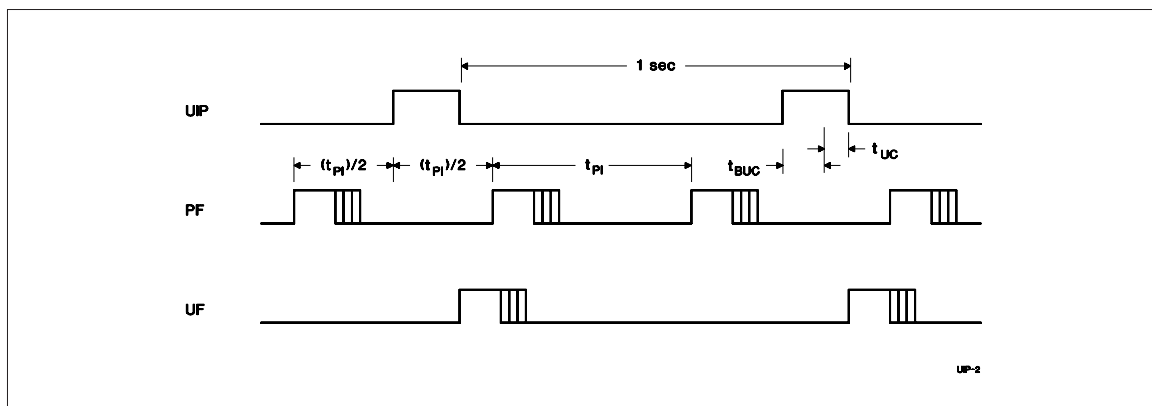 1 sec
UIP
tUC
(tPI)/2 (tPI)/2 tPI tBUC
PF
UF
UIP-2